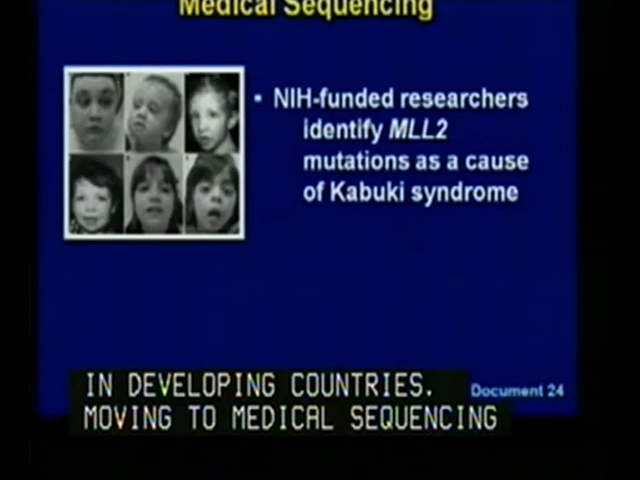 Medical Sequencing
▪ NIH-funded researchers
identify MLL2
mutations as a cause
of Kabuki syndrome
IN DEVELOPING COUNTRIES.
Document 24
MOVING TO MEDICAL SEQUENCING